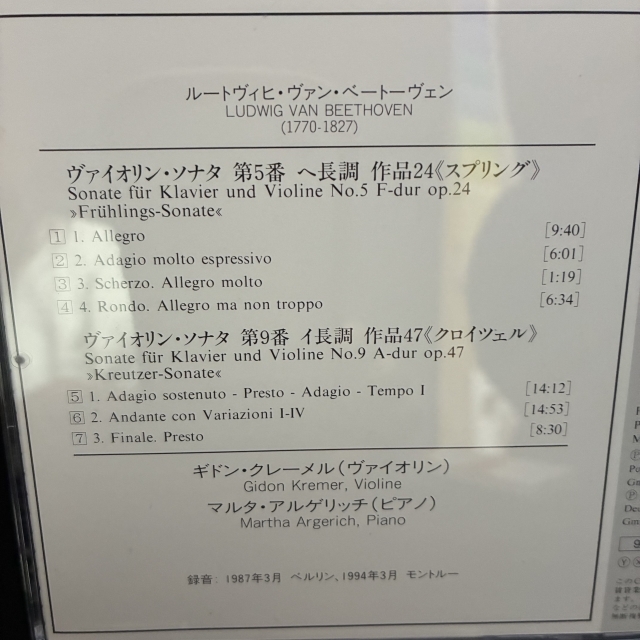 ルートヴィヒ・ヴァン・ベートーヴェン
LUDWIG VAN BEETHOVEN
(1770-1827)
ヴァイオリン・ソナタ 第5番 ヘ長調 作品24《スプリング》
Sonate für Klavier und Violine No.5 F-dur op.24
»Frühlings-Sonate«
1 1. Allegro [9:40]
2 2. Adagio molto espressivo [6:01]
3 3. Scherzo. Allegro molto [1:19]
4 4. Rondo. Allegro ma non troppo [6:34]
ヴァイオリン・ソナタ 第9番 イ長調 作品47《クロイツェル》
Sonate für Klavier und Violine No.9 A-dur op.47
»Kreutzer-Sonate«
5 1. Adagio sostenuto - Presto - Adagio - Tempo I [14:12]
6 2. Andante con Variazioni I-IV [14:53]
7 3. Finale. Presto [8:30]
ギドン・クレーメル(ヴァイオリン)
Gidon Kremer, Violine
マルタ・アルゲリッチ(ピアノ)
Martha Argerich, Piano
録音: 1987年3月 ベルリン, 1994年3月 モントルー